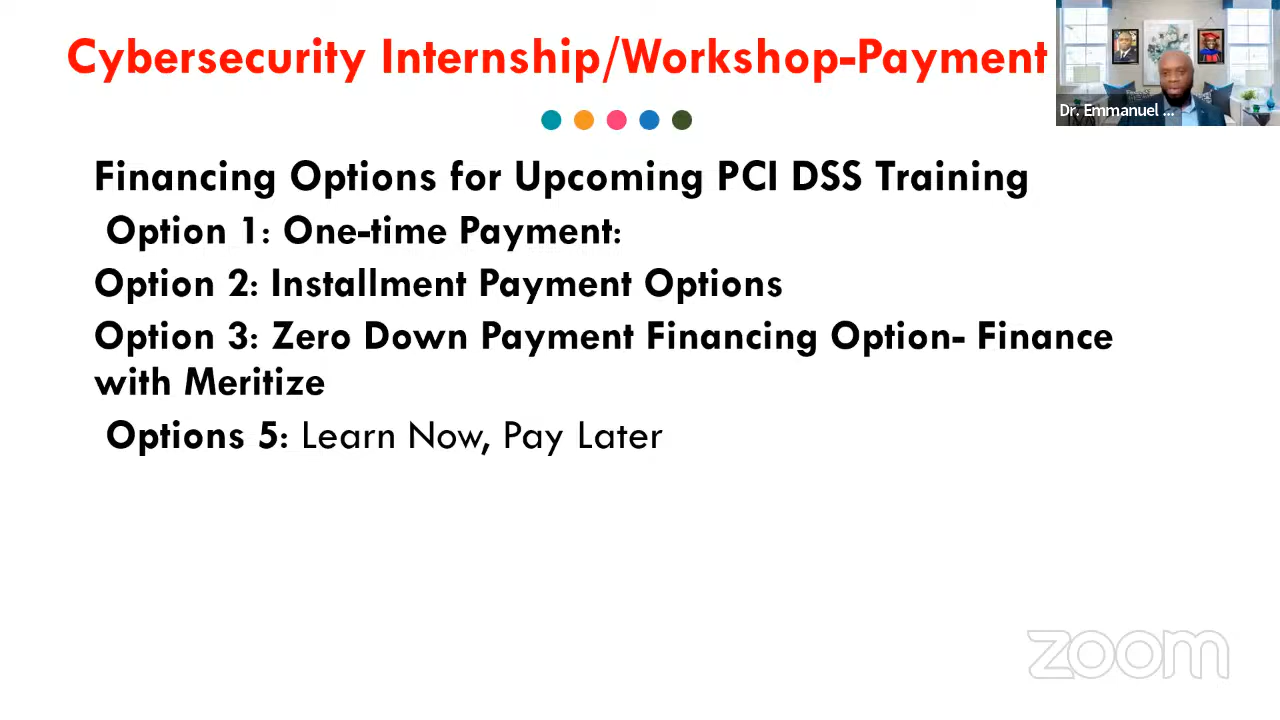 Cybersecurity Internship/Workshop-Payment
Dr. Emmanuel ...
Financing Options for Upcoming PCI DSS Training
Option 1: One-time Payment:
Option 2: Installment Payment Options
Option 3: Zero Down Payment Financing Option- Finance
with Meritize
Options 5: Learn Now, Pay Later
zoom